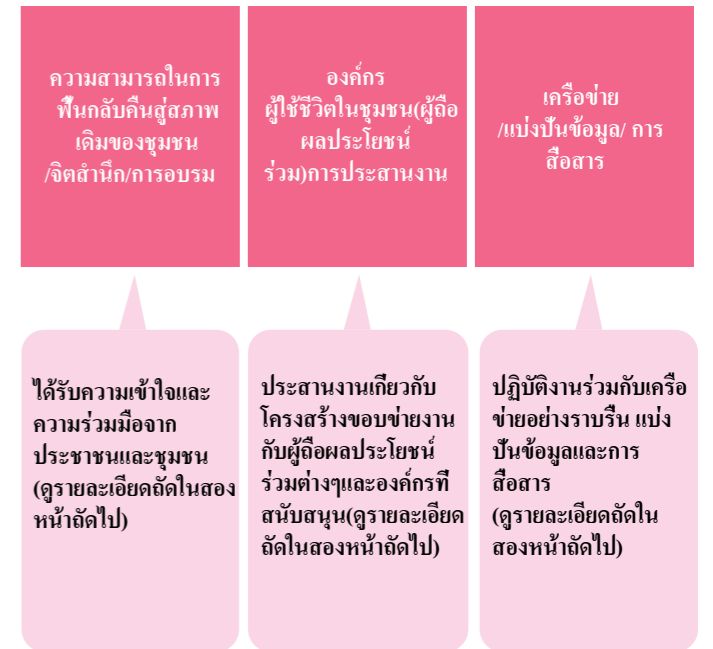 ความสามารถในการ
ฟื้นกลับคืนสู่สภาพ
เดิมของชุมชน
/จิตสำนึก/การอบรม
องค์กร
ผู้ใช้ชีวิตในชุมชน(ผู้ถือ
ผลประโยชน์
ร่วม)การประสานงาน
เครือข่าย
/แบ่งปันข้อมูล/ การ
สื่อสาร
ได้รับความเข้าใจและ
ความร่วมมือจาก
ประชาชนและชุมชน
(ดูรายละเอียดถัดในสอง
หน้าถัดไป)
ประสานงานเกี่ยวกับ
โครงสร้างขอบข่ายงาน
กับผู้ถือผลประโยชน์
ร่วมต่างๆและองค์กรที่
สนับสนุน(ดูรายละเอียด
ถัดในสองหน้าถัดไป)
ปฏิบัติงานร่วมกับเครือ
ข่ายอย่างราบรื่น แบ่ง
ปันข้อมูลและการ
สื่อสาร
(ดูรายละเอียดถัดใน
สองหน้าถัดไป)